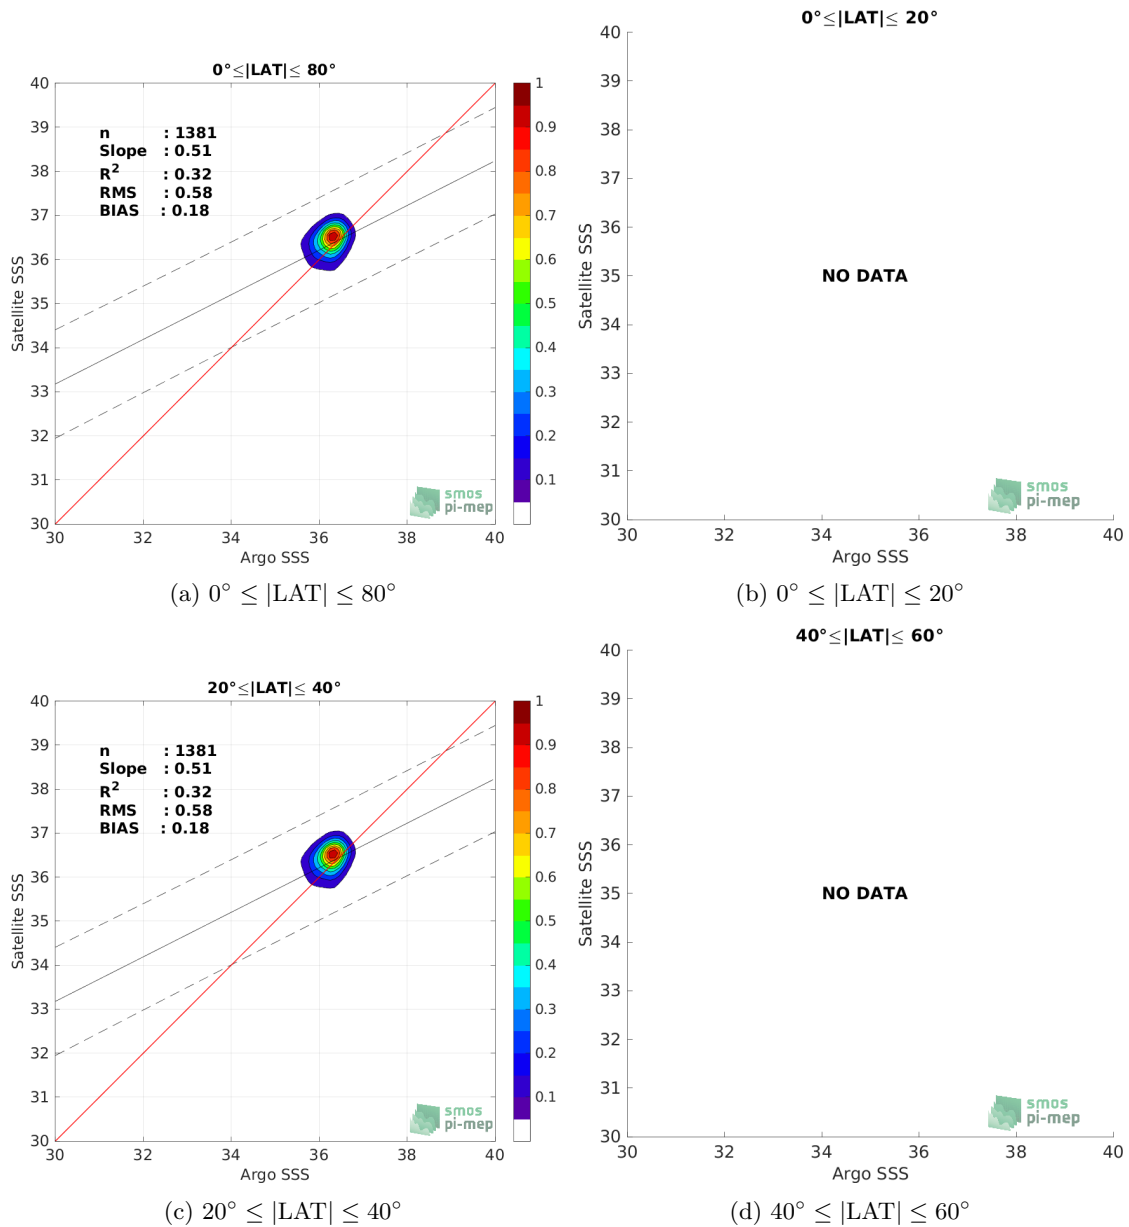 0°≤|LAT|≤ 80°
40
39
38
37
36
35
34
33
32
31
30
Satellite SSS
n : 1381
Slope : 0.51
R² : 0.32
RMS : 0.58
BIAS : 0.18
smos
pi-mep
30 32 34 36 38 40
Argo SSS
1
0.9
0.8
0.7
0.6
0.5
0.4
0.3
0.2
0.1
(a) 0° ≤ |LAT| ≤ 80°
0°≤|LAT|≤ 20°
40
39
38
37
36
35
34
33
32
31
30
Satellite SSS
NO DATA
smos
pi-mep
30 32 34 36 38 40
Argo SSS
(b) 0° ≤ |LAT| ≤ 20°
20°≤|LAT|≤ 40°
40
39
38
37
36
35
34
33
32
31
30
Satellite SSS
n : 1381
Slope : 0.51
R² : 0.32
RMS : 0.58
BIAS : 0.18
smos
pi-mep
30 32 34 36 38 40
Argo SSS
1
0.9
0.8
0.7
0.6
0.5
0.4
0.3
0.2
0.1
(c) 20° ≤ |LAT| ≤ 40°
40°≤|LAT|≤ 60°
40
39
38
37
36
35
34
33
32
31
30
Satellite SSS
NO DATA
smos
pi-mep
30 32 34 36 38 40
Argo SSS
(d) 40° ≤ |LAT| ≤ 60°